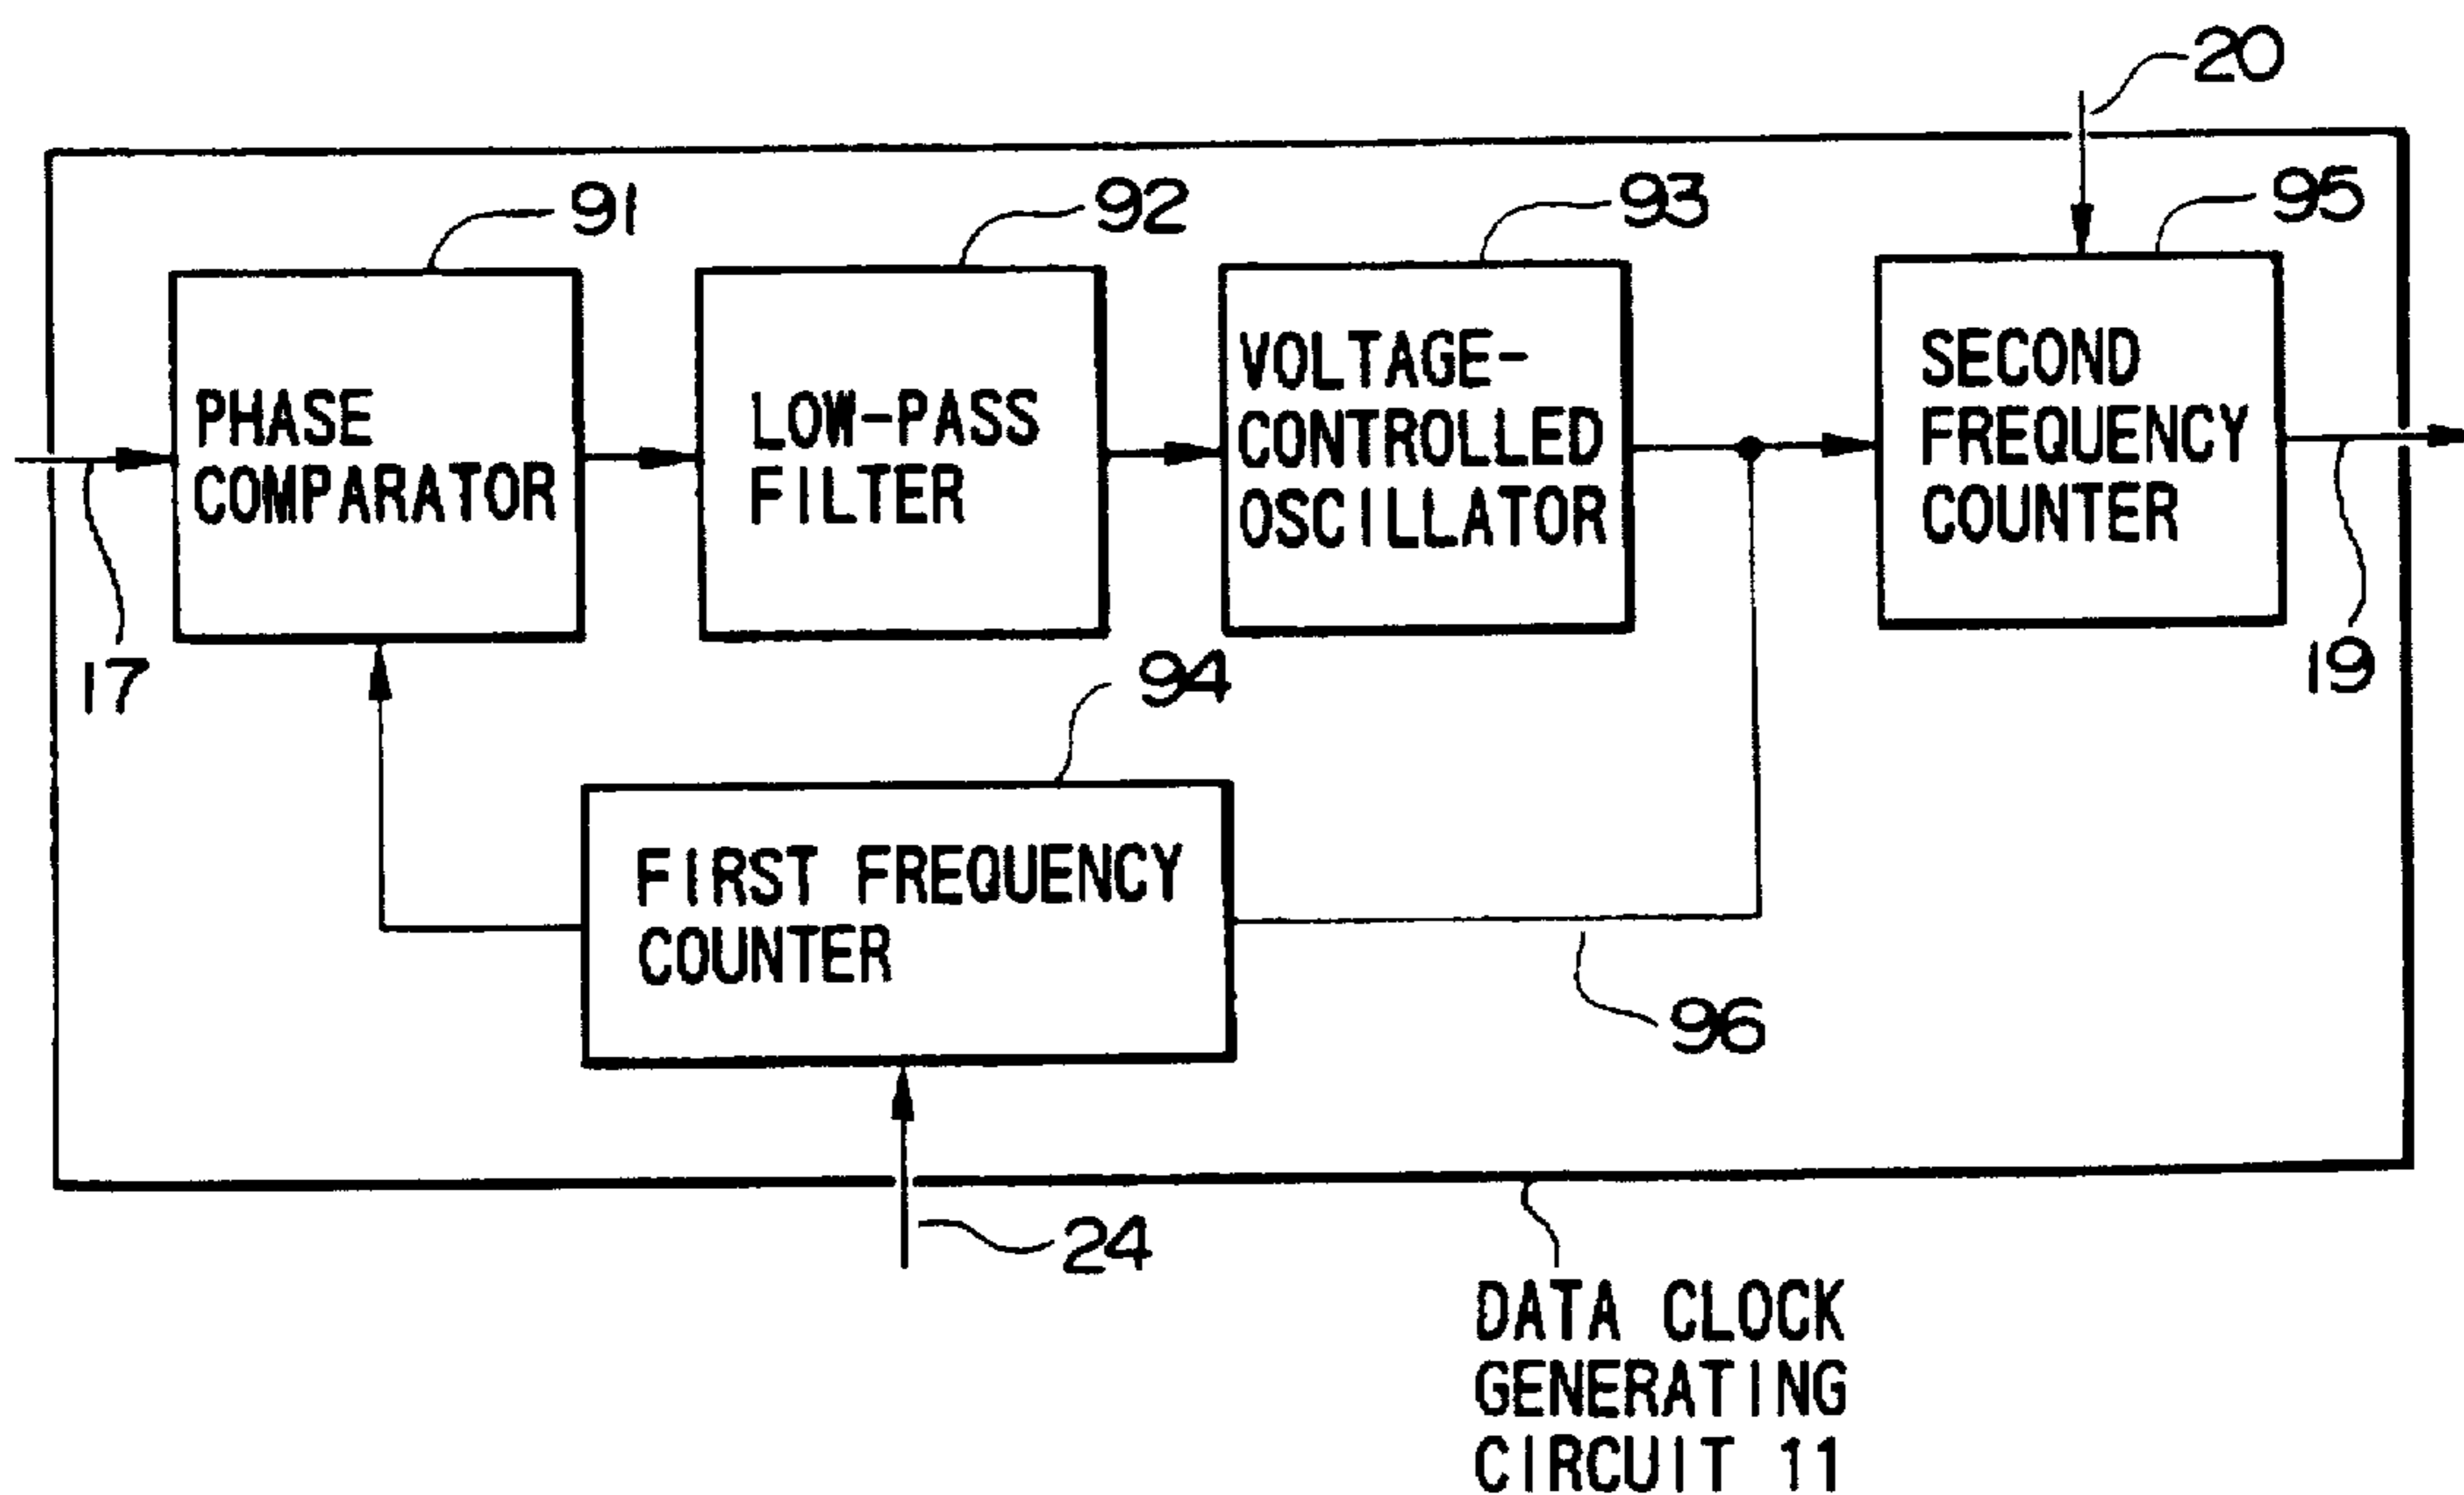 20
91
92
93
95
PHASE
COMPARATOR
LOW-PASS
FILTER
VOLTAGE-
CONTROLLED
OSCILLATOR
SECOND
FREQUENCY
COUNTER
17
94
19
FIRST FREQUENCY
COUNTER
96
24
DATA CLOCK
GENERATING
CIRCUIT 11